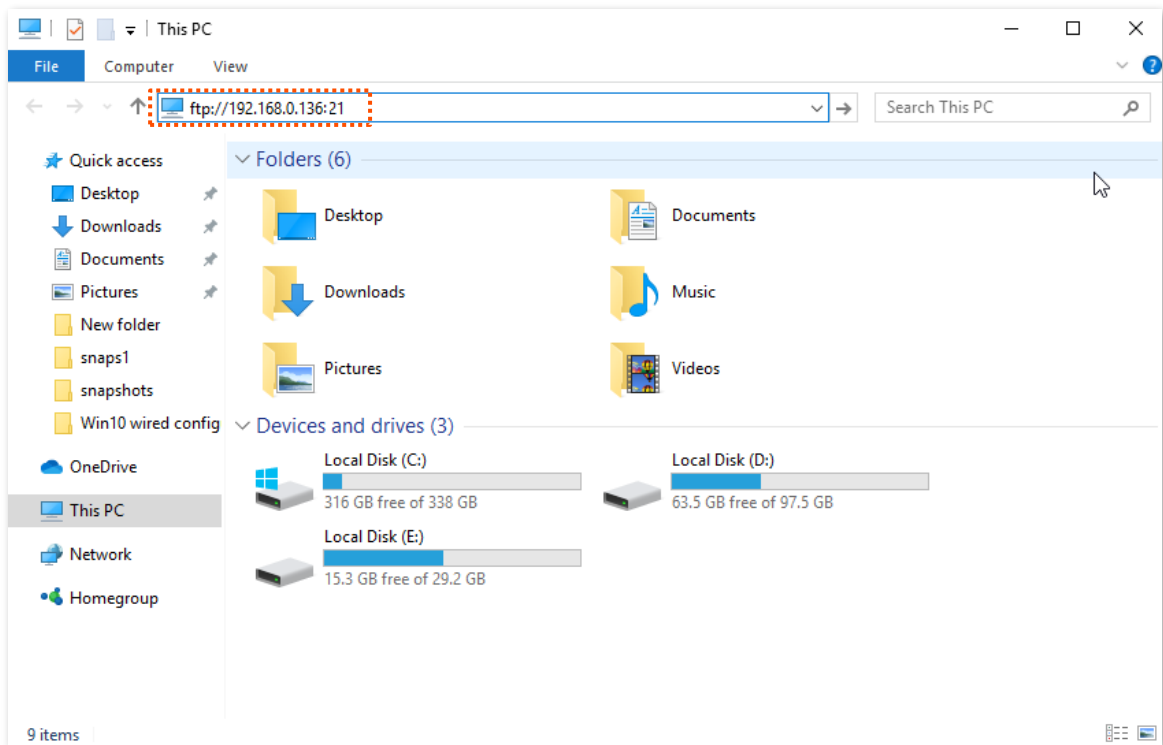 This PC
File Computer View
ftp://192.168.0.136:21
Search This PC
Quick access
Desktop
Downloads
Documents
Pictures
New folder
snaps1
snapshots
Win10 wired config
OneDrive
This PC
Network
Homegroup
Folders (6)
Desktop Documents
Downloads Music
Pictures Videos
Devices and drives (3)
Local Disk (C:)
316 GB free of 338 GB
Local Disk (D:)
63.5 GB free of 97.5 GB
Local Disk (E:)
15.3 GB free of 29.2 GB
9 items